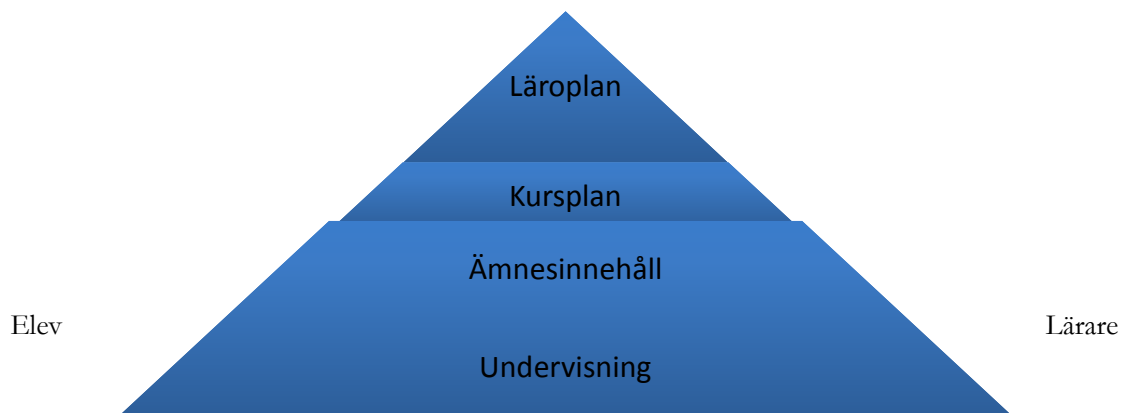 Läroplan
Kursplan
Ämnesinnehåll
Elev
Lärare
Undervisning